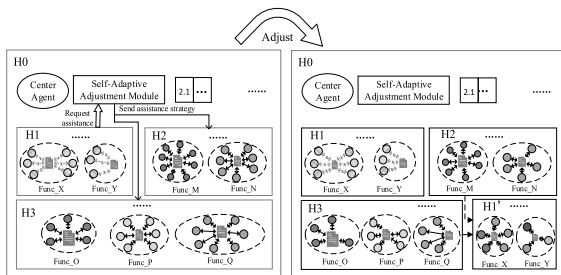 Adjust
H0
Center
Agent
Self-Adaptive
Adjustment Module
2.1
...
......
Request
assistance
Send assistance strategy
H1
......
Func_X
Func_Y
H2
......
Func_M
Func_N
H3
......
Func_O
Func_P
Func_Q
H0
Center
Agent
Self-Adaptive
Adjustment Module
2.1
...
......
H1
......
Func_X
Func_Y
H2
......
Func_M
Func_N
H3
......
Func_O
Func_P
Func_Q
H1'
......
Func_X
Func_Y